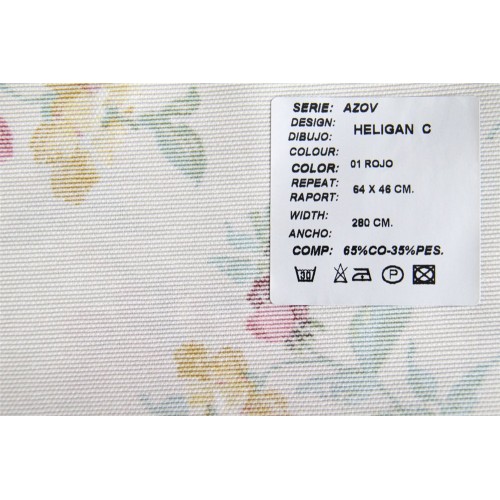 SERIE: AZOV
DESIGN:
DIBUJO: HELIGAN C
COLOUR:
COLOR: 01 ROJO
REPEAT:
RAPORT: 64 X 46 CM.
WIDTH:
ANCHO: 280 CM.
COMP: 65%CO-35%PES.
30 P